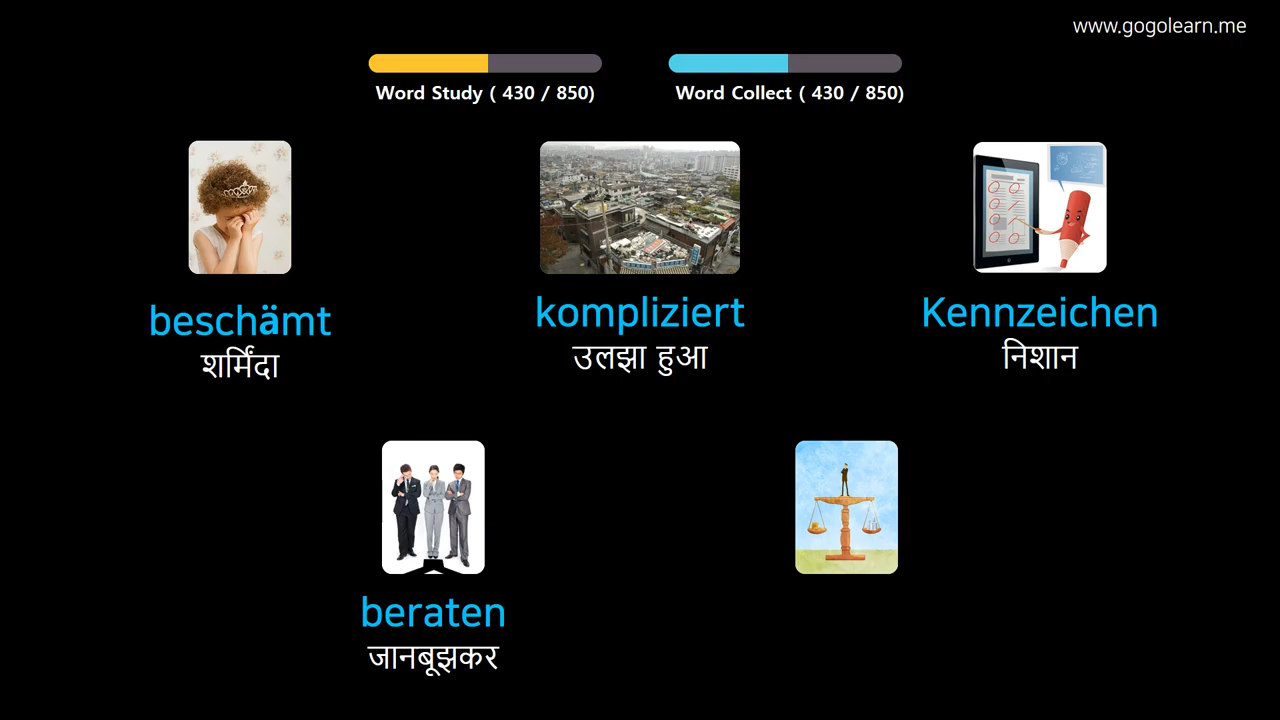 www.gogolearn.me
Word Study ( 430 / 850)
Word Collect ( 430 / 850)
beschämt
शर्मिंदा
kompliziert
उलझा हुआ
Kennzeichen
निशान
beraten
जानबूझकर